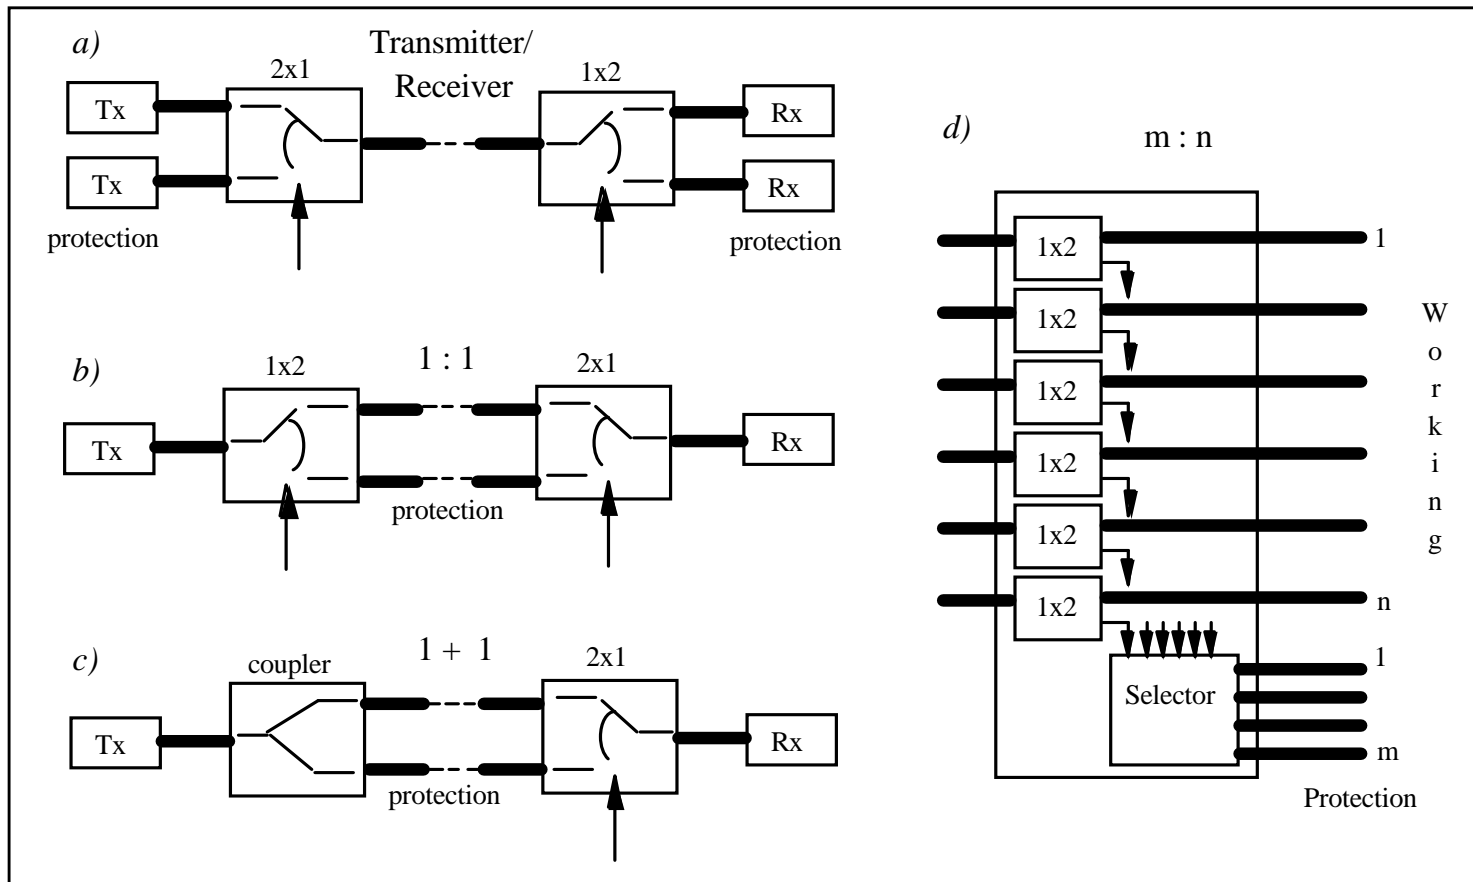 a)
Transmitter/
Receiver
2x1
1x2
Tx
Tx
Rx
Rx
protection
protection
b)
1 : 1
1x2
2x1
Tx
Rx
protection
c)
1 + 1
coupler
2x1
Tx
Rx
protection
d)
m : n
1x2
1x2
1x2
1x2
1x2
1x2
1
n
Working
Selector
1
m
Protection